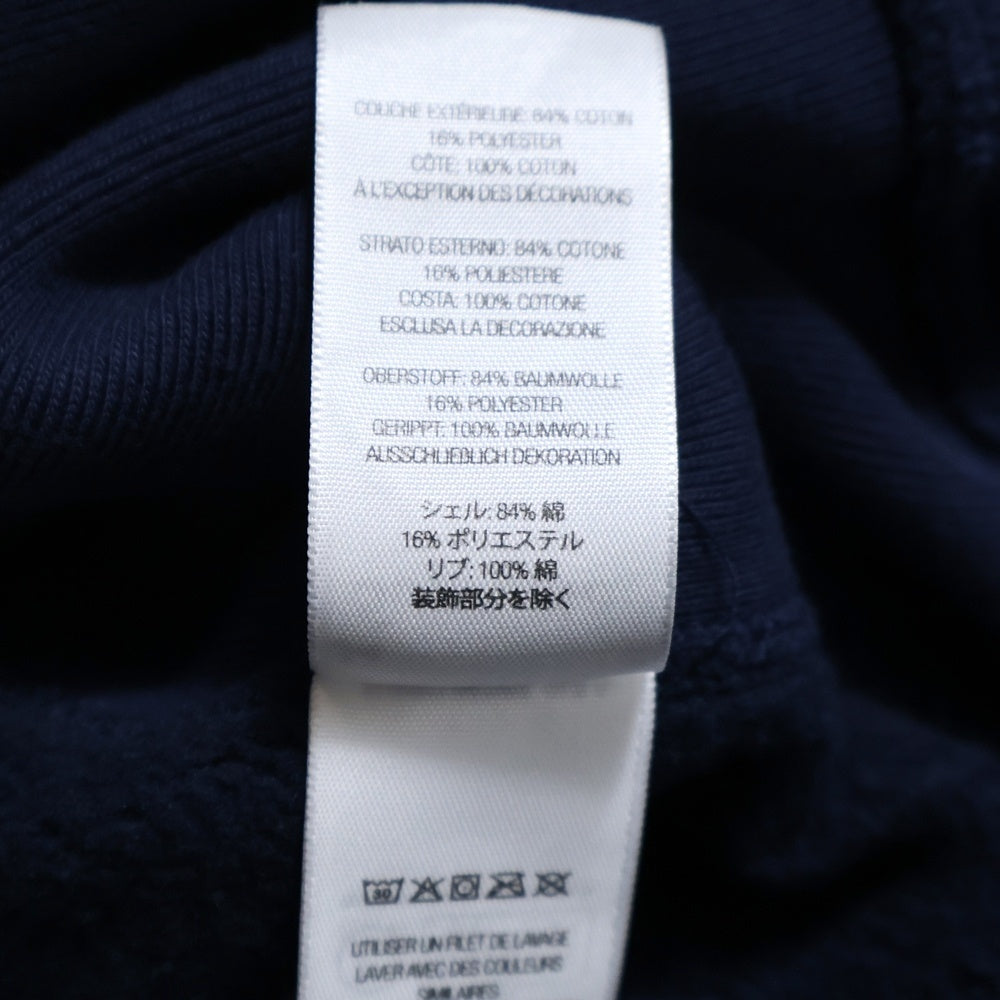 COUCHE EXTÉRIEURE: 84% COTON
16% POLYESTER
CÔTE: 100% COTON
À L'EXCEPTION DES DÉCORATIONS
STRATO ESTERNO: 84% COTONE
16% POLIESTERE
COSTA: 100% COTONE
ESCLUSA LA DECORAZIONE
OBERSTOFF: 84% BAUMWOLLE
16% POLYESTER
GERIPPT: 100% BAUMWOLLE
AUSSCHLIEßLICH DEKORATION
シェル: 84% 綿
16% ポリエステル
リブ: 100% 綿
装飾部分を除く
30
UTILISER UN FILET DE LAVAGE
LAVER AVEC DES COULEURS
SIMILAIRES